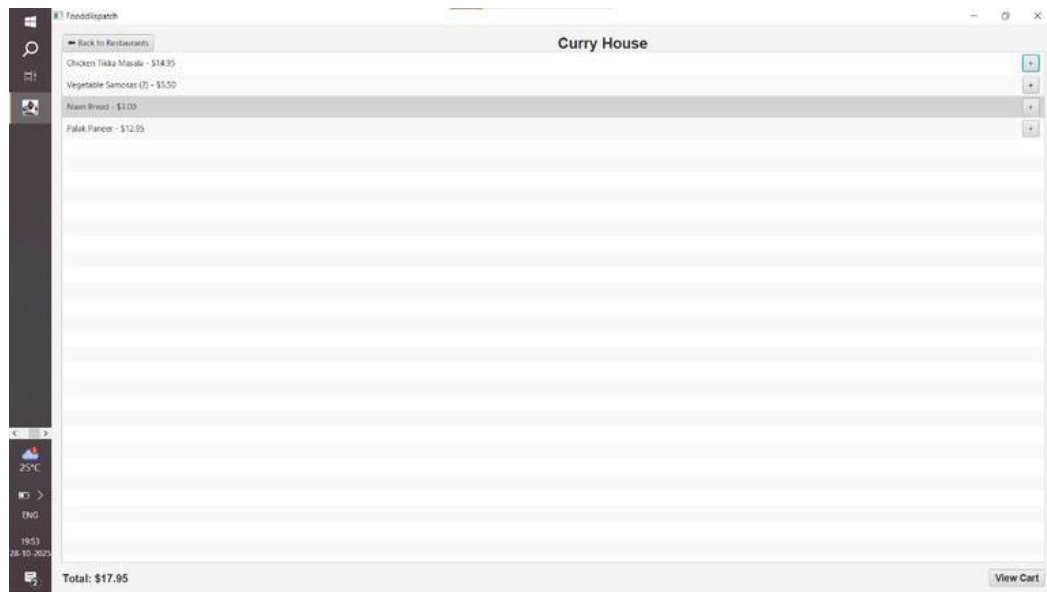 Fooddispatch
Back to Restaurants
Curry House
Chicken Tikka Masala - $14.95
+
Vegetable Samosas (2) - $5.50
+
Naan Bread - $3.00
+
Palak Paneer - $12.95
+
25°C
ENG
19:53
28-10-2025
2
Total: $17.95
View Cart